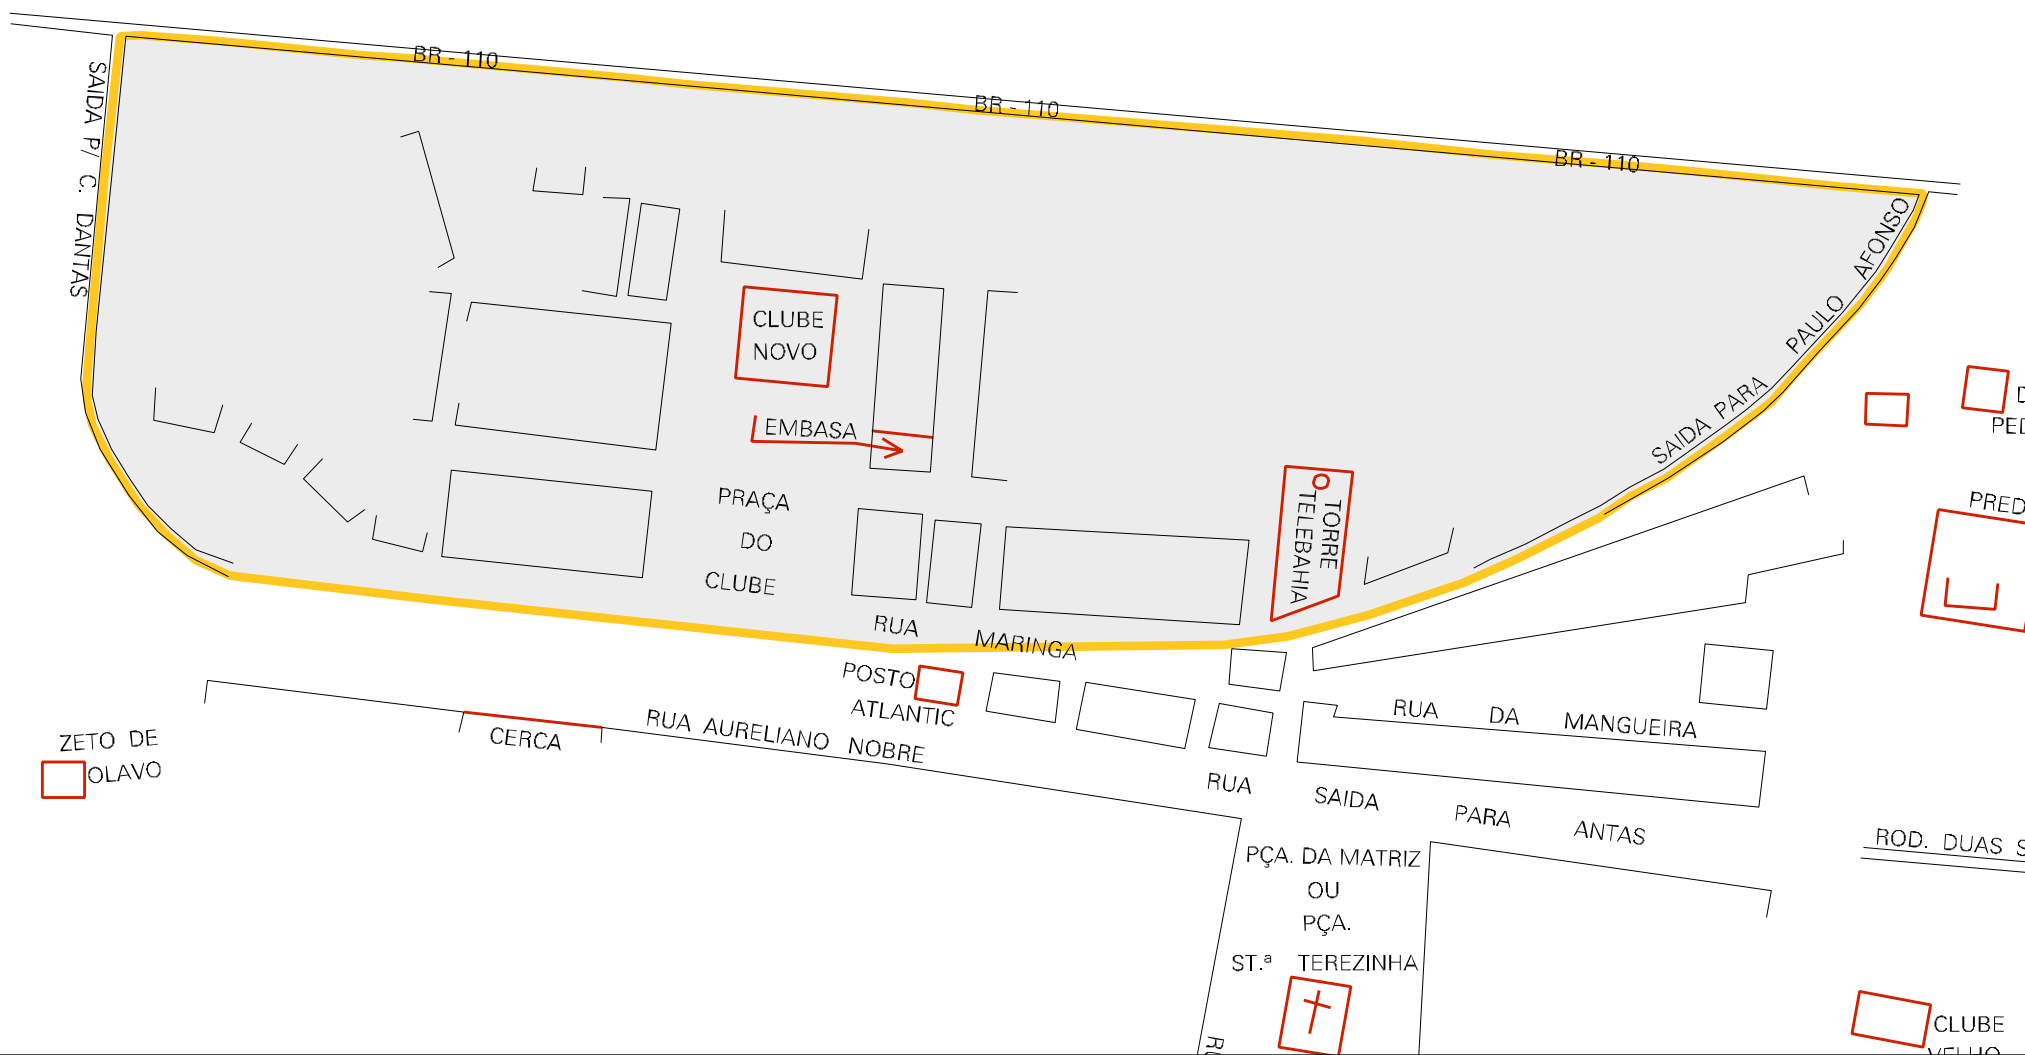 BR - 110
BR - 110
BR - 110
SAIDA P/ C. DANTAS
SAIDA PARA PAULO AFONSO
CLUBE
NOVO
EMBASA
PRAÇA
DO
CLUBE
TORRE
TELEBAHIA
RUA MARINGA
POSTO
ATLANTIC
PRED
ZETO DE
OLAVO
CERCA
RUA AURELIANO NOBRE
RUA DA MANGUEIRA
RUA SAIDA PARA ANTAS
ROD. DUAS S
PÇA. DA MATRIZ
OU
PÇA.
ST.ª TEREZINHA
CLUBE
VELHO
D
PED